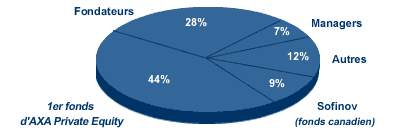 Fondateurs
28%
Managers
7%
12%
Autres
44%
9%
1er fonds
d'AXA Private Equity
Sofinov
(fonds canadien)